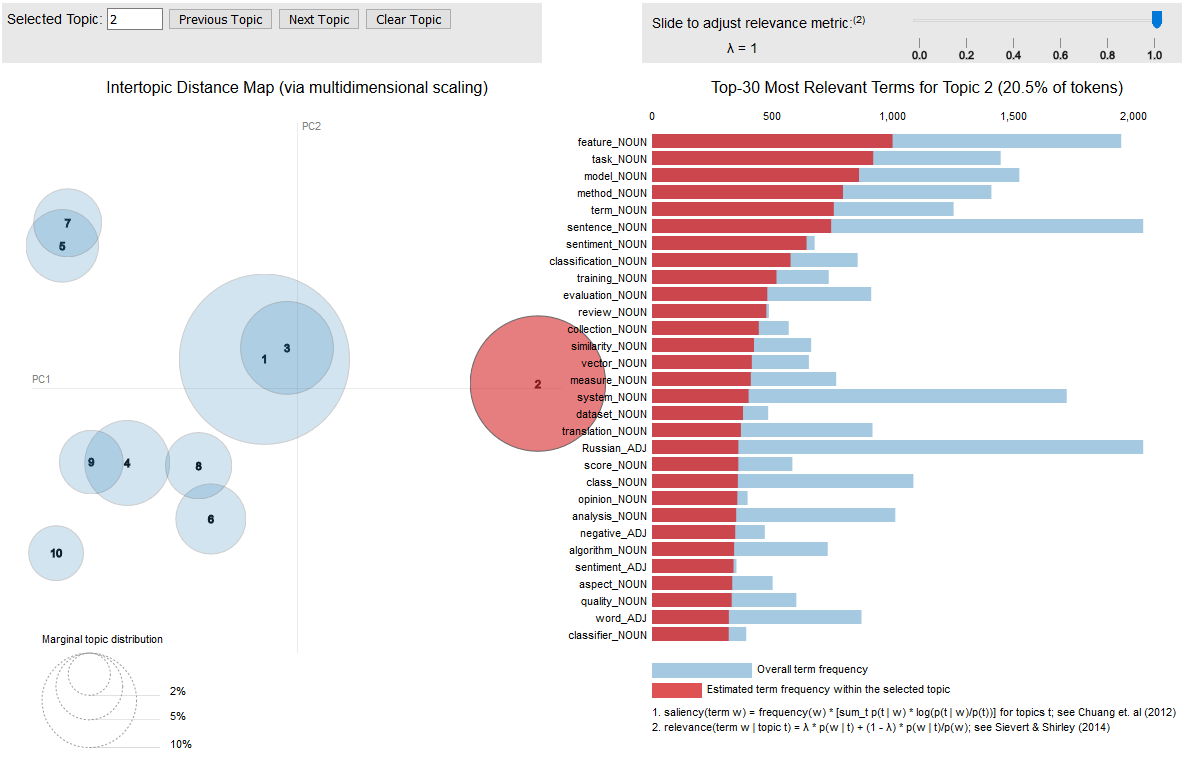 Selected Topic: 2 Previous Topic Next Topic Clear Topic
Slide to adjust relevance metric:(2)
λ = 1
0.0 0.2 0.4 0.6 0.8 1.0
Intertopic Distance Map (via multidimensional scaling)
PC2
PC1
7
5
1
3
2
9
4
8
6
10
Marginal topic distribution
2%
5%
10%
Top-30 Most Relevant Terms for Topic 2 (20.5% of tokens)
0 500 1,000 1,500 2,000
feature_NOUN
task_NOUN
model_NOUN
method_NOUN
term_NOUN
sentence_NOUN
sentiment_NOUN
classification_NOUN
training_NOUN
evaluation_NOUN
review_NOUN
collection_NOUN
similarity_NOUN
vector_NOUN
measure_NOUN
system_NOUN
dataset_NOUN
translation_NOUN
Russian_ADJ
score_NOUN
class_NOUN
opinion_NOUN
analysis_NOUN
negative_ADJ
algorithm_NOUN
sentiment_ADJ
aspect_NOUN
quality_NOUN
word_ADJ
classifier_NOUN
Overall term frequency
Estimated term frequency within the selected topic
1. saliency(term w) = frequency(w) * [sum_t p(t | w) * log(p(t | w)/p(t))] for topics t; see Chuang et. al (2012)
2. relevance(term w | topic t) = λ * p(w | t) + (1 - λ) * p(w | t)/p(w); see Sievert & Shirley (2014)